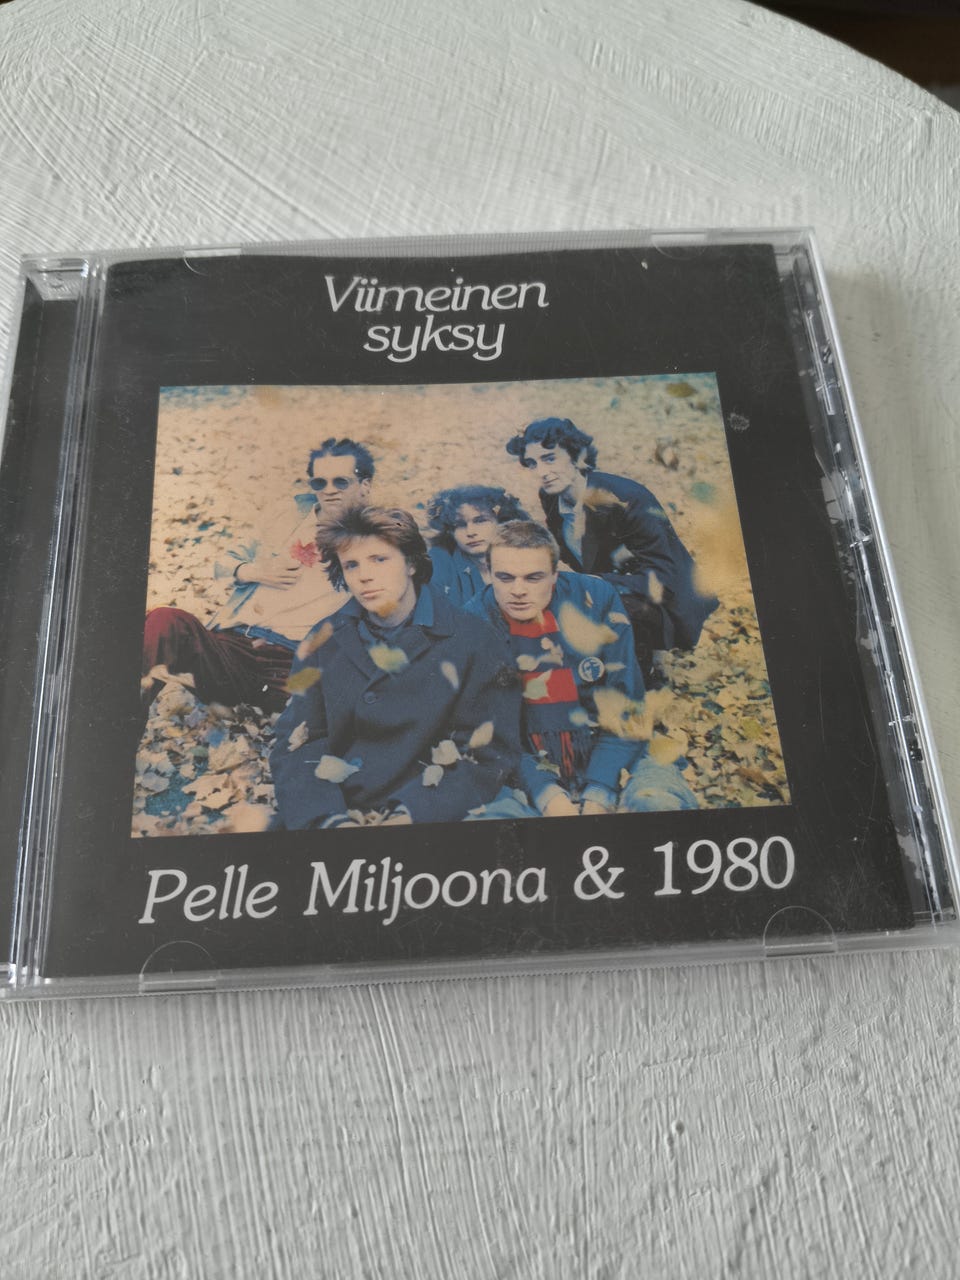 Viimeinen
syksy
Pelle Miljoona & 1980